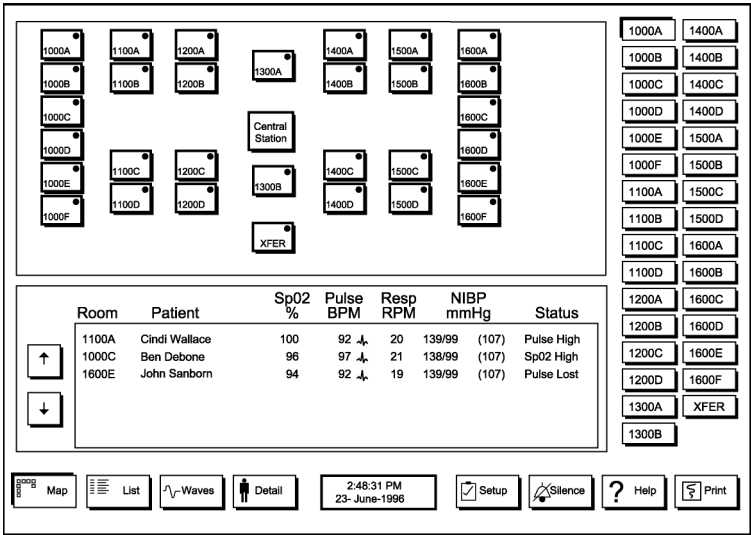 1000A 1100A 1200A 1300A 1400A 1500A 1600A
1000B 1100B 1200B 1400B 1500B 1600B
1000C Central Station 1600C
1000D 1600D
1000E 1100C 1200C 1300B 1400C 1500C 1600E
1000F 1100D 1200D 1400D 1500D 1600F
XFER
1000A 1400A
1000B 1400B
1000C 1400C
1000D 1400D
1000E 1500A
1000F 1500B
1100A 1500C
1100B 1500D
1100C 1600A
1100D 1600B
1200A 1600C
1200B 1600D
1200C 1600E
1200D 1600F
1300A XFER
1300B
Sp02 Pulse Resp NIBP
Room Patient % BPM RPM mmHg Status
1100A Cindi Wallace 100 92 20 139/99 (107) Pulse High
1000C Ben Debone 96 97 21 138/99 (107) Sp02 High
1600E John Sanborn 94 92 19 139/99 (107) Pulse Lost
Map List Waves Detail 2:48:31 PM Setup Silence Help Print
23- June-1996